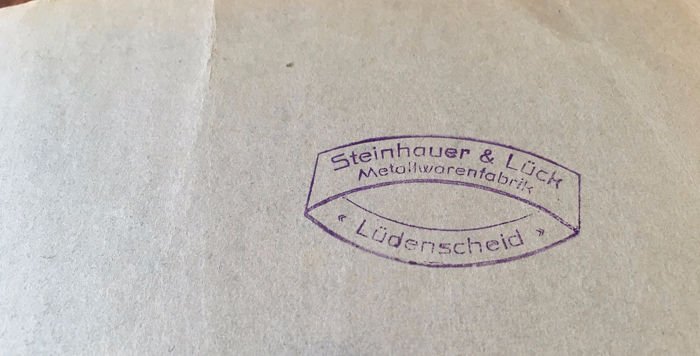 Steinhauer & Lück
Metallwarenfabrik
« Lüdenscheid »